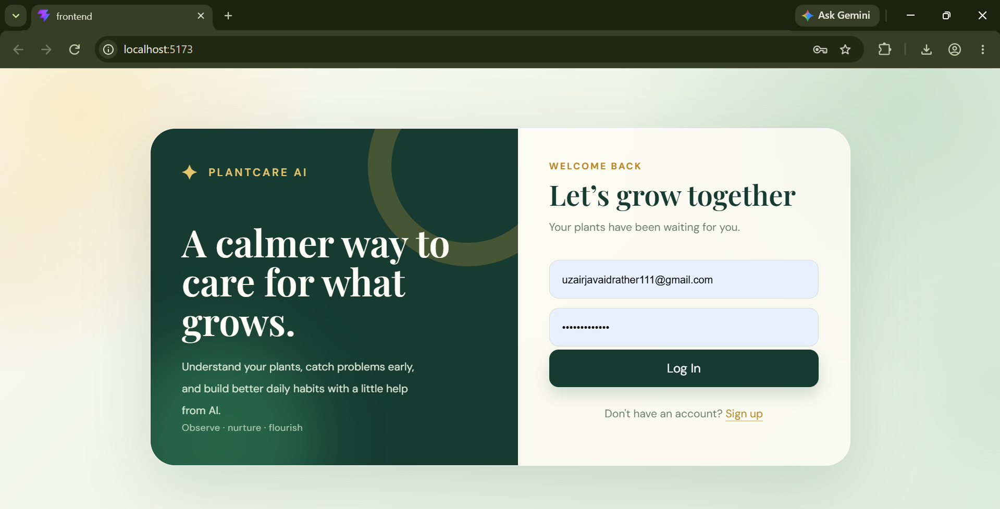 frontend
Ask Gemini
localhost:5173
PLANTCARE AI
A calmer way to
care for what
grows.
Understand your plants, catch problems early,
and build better daily habits with a little help
from AI.
Observe · nurture · flourish
WELCOME BACK
Let’s grow together
Your plants have been waiting for you.
uzairjavaidrather111@gmail.com
•••••••••••••
Log In
Don't have an account? Sign up